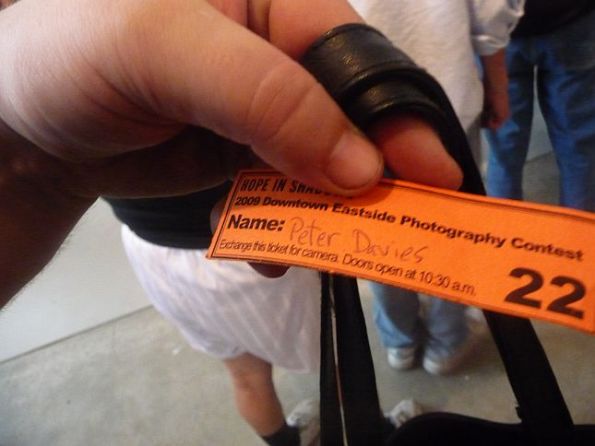 HOPE IN
2009 Downtown Eastside Photography Contest
Name: Peter Davies
Exchange this ticket for camera. Doors open at 10:30 a.m.
22